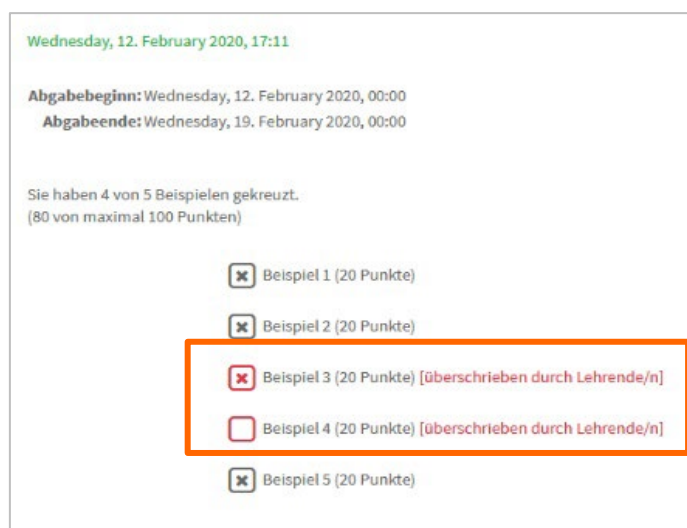 Wednesday, 12. February 2020, 17:11
Abgabebeginn: Wednesday, 12. February 2020, 00:00
Abgabeende: Wednesday, 19. February 2020, 00:00
Sie haben 4 von 5 Beispielen gekreuzt.
(80 von maximal 100 Punkten)
Beispiel 1 (20 Punkte)
Beispiel 2 (20 Punkte)
Beispiel 3 (20 Punkte) [überschrieben durch Lehrende/n]
Beispiel 4 (20 Punkte) [überschrieben durch Lehrende/n]
Beispiel 5 (20 Punkte)